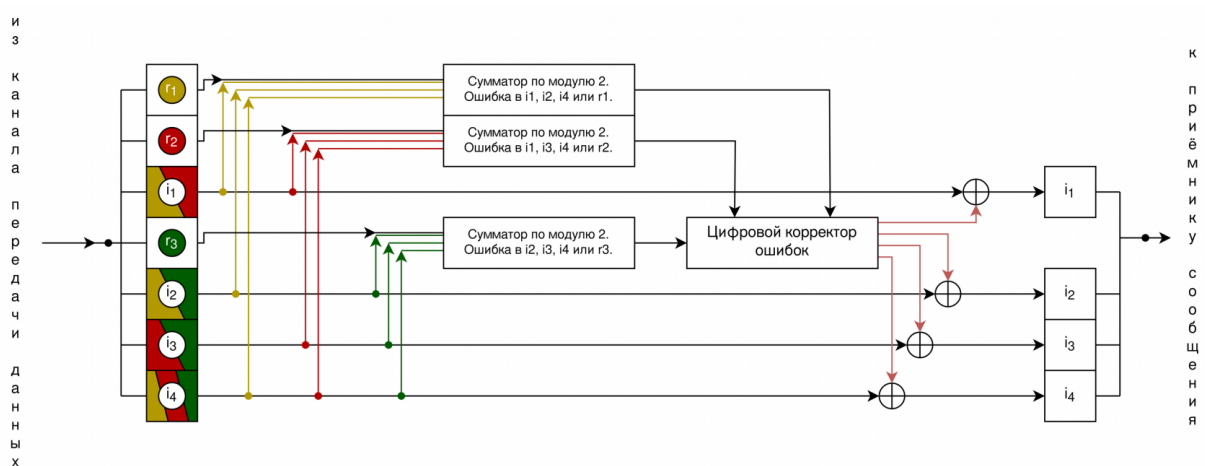 из канала передачи данных
r1
r2
i1
r3
i2
i3
i4
Сумматор по модулю 2.
Ошибка в i1, i2, i4 или r1.
Сумматор по модулю 2.
Ошибка в i1, i3, i4 или r2.
Сумматор по модулю 2.
Ошибка в i2, i3, i4 или r3.
Цифровой корректор
ошибок
i1
i2
i3
i4
к приёмнику сообщения